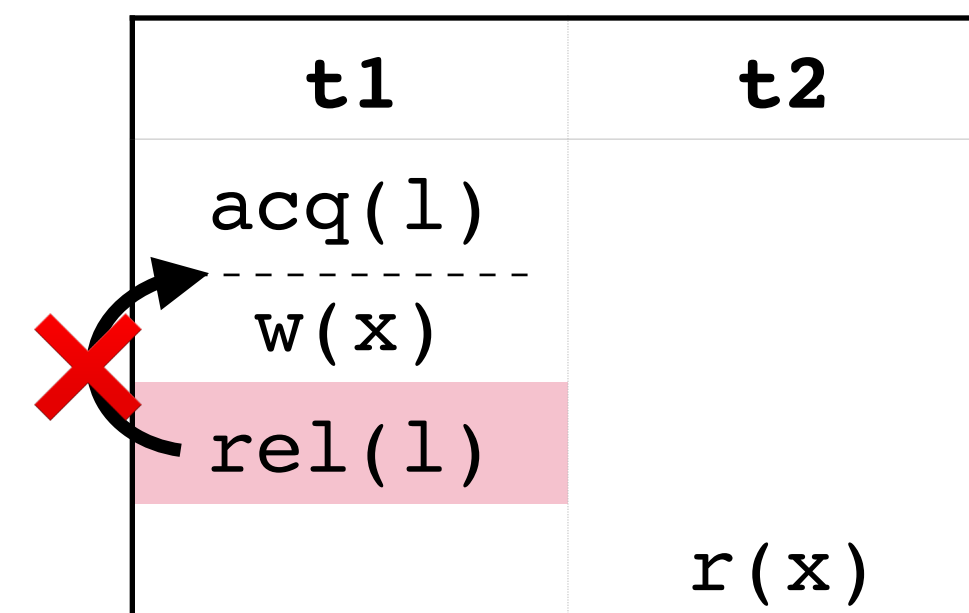 t1 t2
acq(l)
w(x)
rel(l)
r(x)